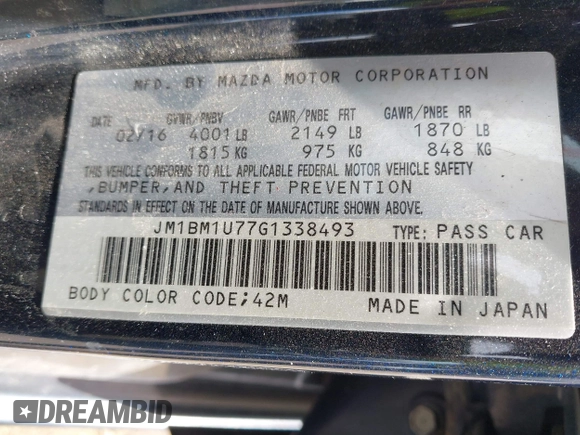 MFD. BY MAZDA MOTOR CORPORATION
DATE GVWR/PNBV GAWR/PNBE FRT GAWR/PNBE RR
02/16 4001 LB 2149 LB 1870 LB
1815 KG 975 KG 848 KG
THIS VEHICLE CONFORMS TO ALL APPLICABLE FEDERAL MOTOR VEHICLE SAFETY
,BUMPER,AND THEFT PREVENTION
STANDARDS IN EFFECT ON THE DATE OF MANUFACTURE SHOWN ABOVE.
JM1BM1U77G1338493 TYPE: PASS CAR
BODY COLOR CODE;42M MADE IN JAPAN
DREAMBID